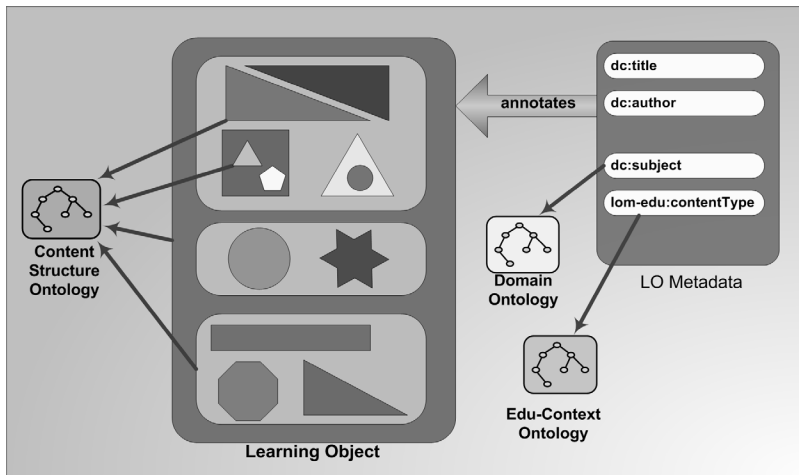 dc:title
annotates
dc:author
dc:subject
lom-edu:contentType
Content
Structure
Ontology
Domain
Ontology
LO Metadata
Edu-Context
Ontology
Learning Object